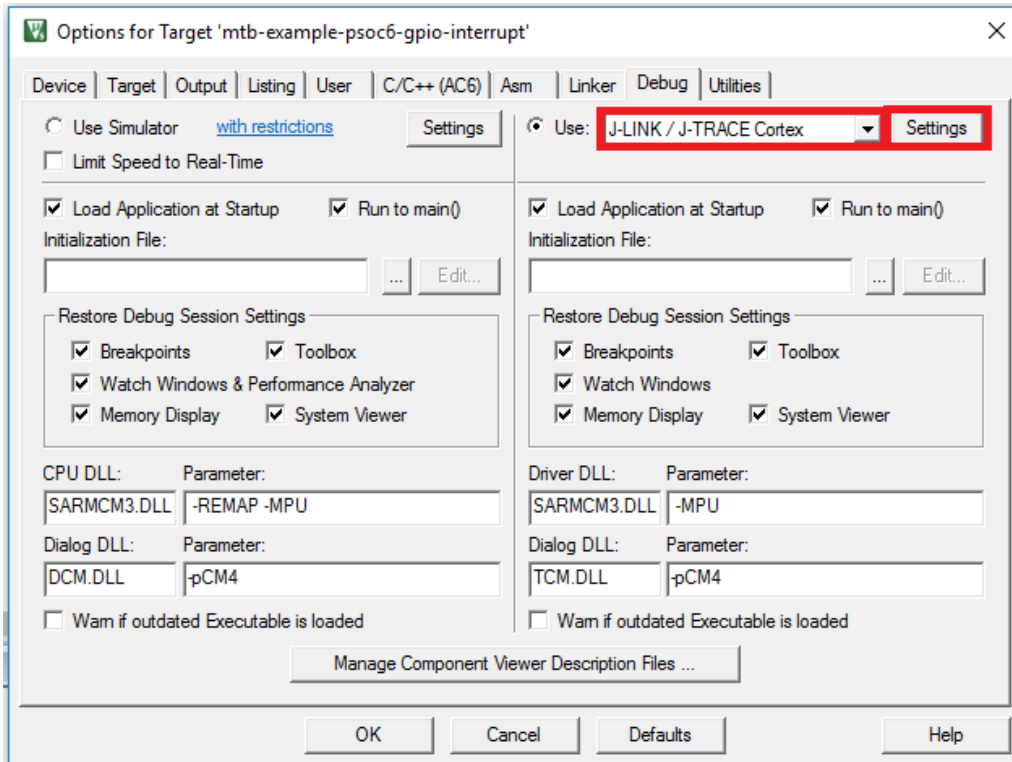 Options for Target 'mtb-example-psoc6-gpio-interrupt'
Device Target Output Listing User C/C++ (AC6) Asm Linker Debug Utilities
Use Simulator with restrictions Settings
Limit Speed to Real-Time
Use: J-LINK / J-TRACE Cortex Settings
Load Application at Startup Run to main()
Initialization File:
... Edit...
Restore Debug Session Settings
Breakpoints Toolbox
Watch Windows & Performance Analyzer
Memory Display System Viewer
CPU DLL: Parameter:
SARMCM3.DLL -REMAP -MPU
Dialog DLL: Parameter:
DCM.DLL -pCM4
Warn if outdated Executable is loaded
Load Application at Startup Run to main()
Initialization File:
... Edit...
Restore Debug Session Settings
Breakpoints Toolbox
Watch Windows
Memory Display System Viewer
Driver DLL: Parameter:
SARMCM3.DLL -MPU
Dialog DLL: Parameter:
TCM.DLL -pCM4
Warn if outdated Executable is loaded
Manage Component Viewer Description Files ...
OK Cancel Defaults Help